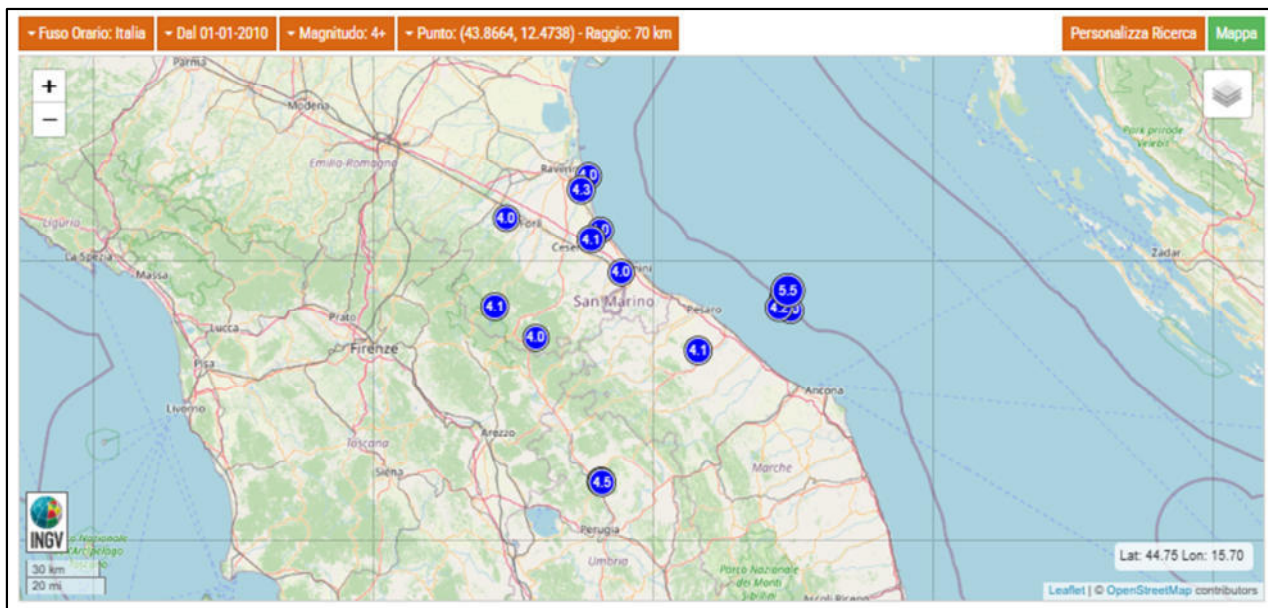 Fuso Orario: Italia
Dal 01-01-2010
Magnitudo: 4+
Punto: (43.8664, 12.4738) - Raggio: 70 km
Personalizza Ricerca
Mappa
+
−
Parma
Modena
Park prirode
Emilia-Romagna
4.0
4.3
4.0
Forlì
Liguria
4.1
La Spezia
Zadar
Massa
4.0
5.5
San Marino
4.1
Pesaro
Prato
Lucca
4.0
Firenze
4.1
Pisa
Ancona
Livorno
Arezzo
Toscana
Siena
Marche
4.5
Perugia
INGV
Umbria
Parco Nazionale
dei Monti
Lat: 44.75 Lon: 15.70
30 km
20 mi
Leaflet | © OpenStreetMap contributors